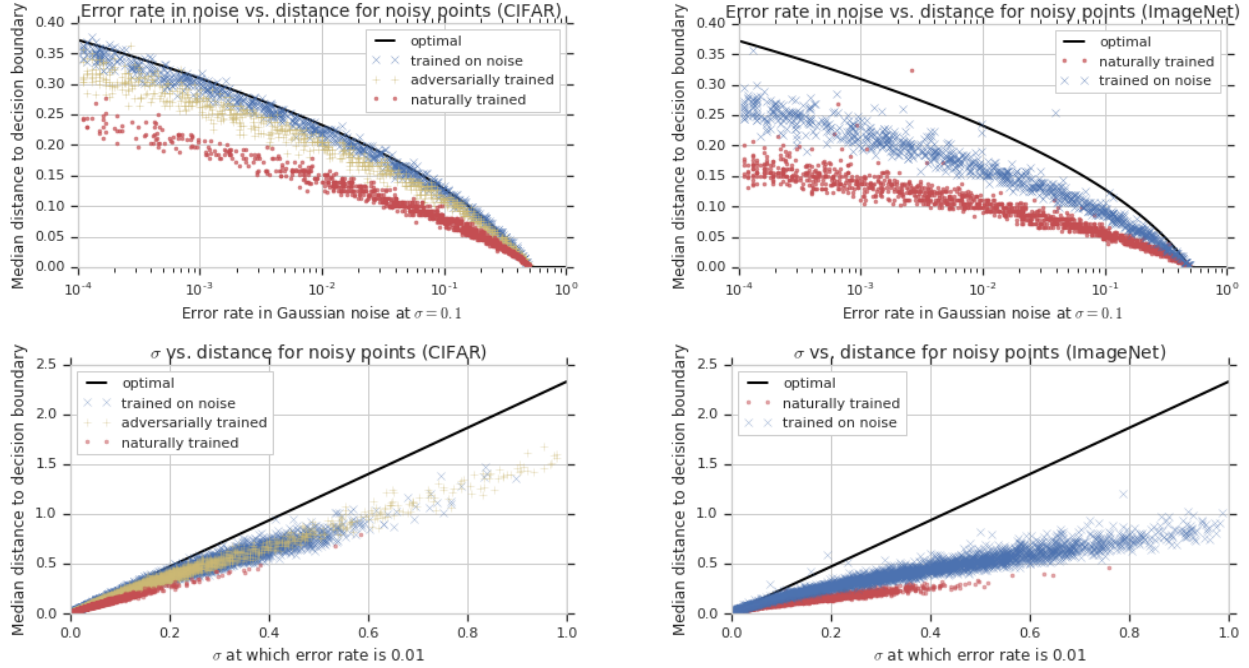 Error rate in noise vs. distance for noisy points (CIFAR)
Median distance to decision boundary
0.40
0.35
0.30
0.25
0.20
0.15
0.10
0.05
0.00
optimal
trained on noise
adversarially trained
naturally trained
10⁻⁴
10⁻³
10⁻²
10⁻¹
10⁰
Error rate in Gaussian noise at σ = 0.1
Error rate in noise vs. distance for noisy points (ImageNet)
Median distance to decision boundary
0.40
0.35
0.30
0.25
0.20
0.15
0.10
0.05
0.00
optimal
naturally trained
trained on noise
10⁻⁴
10⁻³
10⁻²
10⁻¹
10⁰
Error rate in Gaussian noise at σ = 0.1
σ vs. distance for noisy points (CIFAR)
Median distance to decision boundary
2.5
2.0
1.5
1.0
0.5
0.0
optimal
trained on noise
adversarially trained
naturally trained
0.0
0.2
0.4
0.6
0.8
1.0
σ at which error rate is 0.01
σ vs. distance for noisy points (ImageNet)
Median distance to decision boundary
2.5
2.0
1.5
1.0
0.5
0.0
optimal
naturally trained
trained on noise
0.0
0.2
0.4
0.6
0.8
1.0
σ at which error rate is 0.01